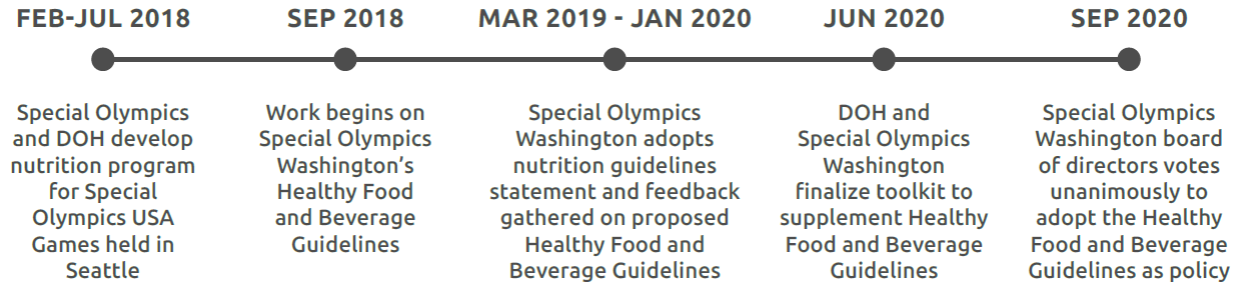 FEB-JUL 2018
Special Olympics
and DOH develop
nutrition program
for Special
Olympics USA
Games held in
Seattle
SEP 2018
Work begins on
Special Olympics
Washington's
Healthy Food
and Beverage
Guidelines
MAR 2019 - JAN 2020
Special Olympics
Washington adopts
nutrition guidelines
statement and feedback
gathered on proposed
Healthy Food and
Beverage Guidelines
JUN 2020
DOH and
Special Olympics
Washington
finalize toolkit to
supplement Healthy
Food and Beverage
Guidelines
SEP 2020
Special Olympics
Washington board
of directors votes
unanimously to
adopt the Healthy
Food and Beverage
Guidelines as policy